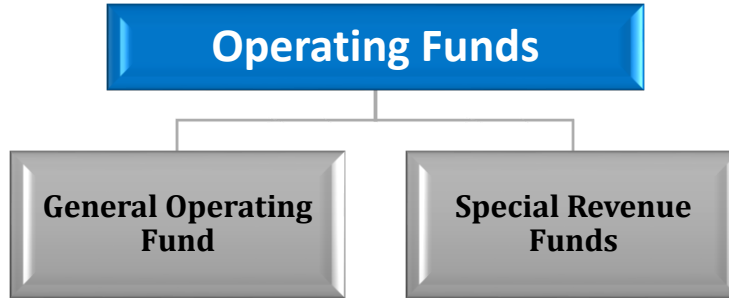 Operating Funds
General Operating
Fund
Special Revenue
Funds